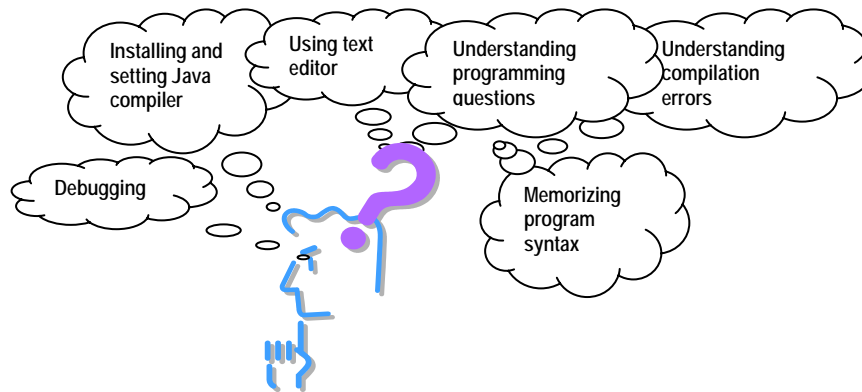 Installing and
setting Java
compiler
Using text
editor
Understanding
programming
questions
Understanding
compilation
errors
Debugging
Memorizing
program
syntax